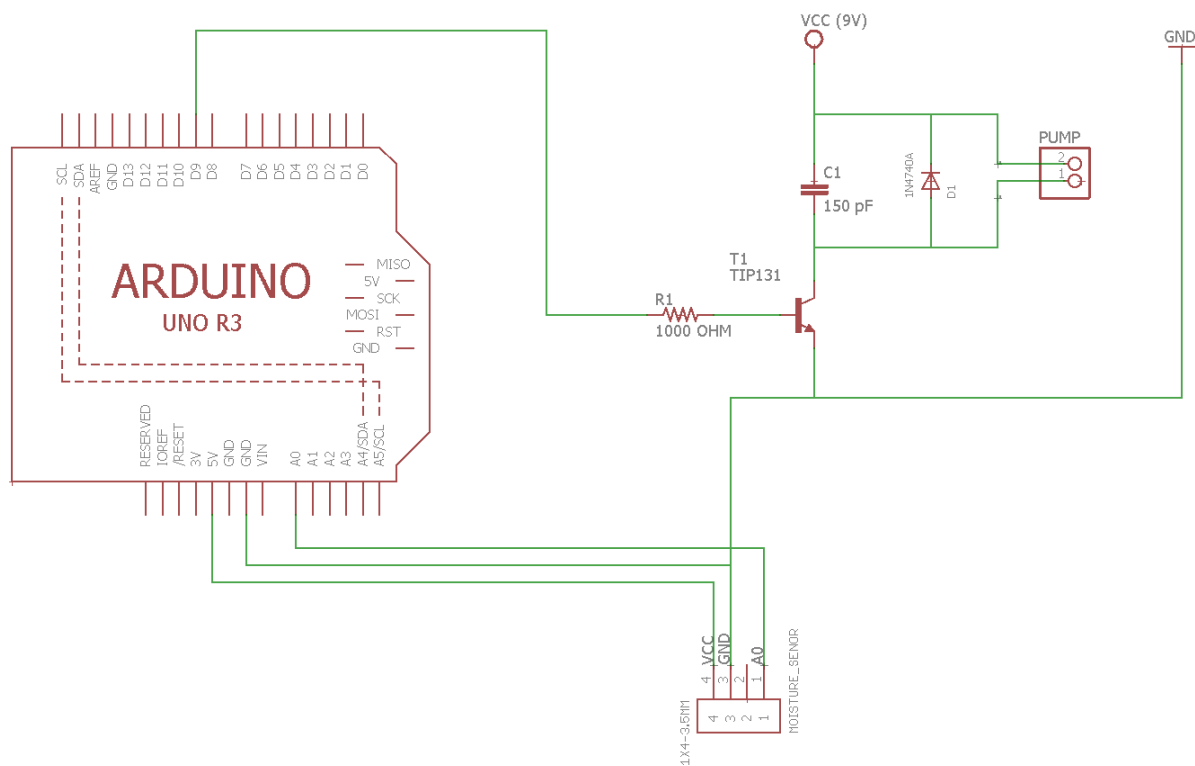 VCC (9V)
GND
SCL
SDA
AREF
GND
D13
D12
D11
D10
D9
D8
D7
D6
D5
D4
D3
D2
D1
D0
PUMP
2
1
C1
150 pF
1N4740A
D1
MISO
5V
SCK
MOSI
RST
GND
ARDUINO
UNO R3
T1
TIP131
R1
1000 OHM
RESERVED
IOREF
/RESET
3V
5V
GND
GND
VIN
A0
A1
A2
A3
A4/SDA
A5/SCL
VCC
GND
A0
4
3
2
1
4
3
2
1
1X4-3.5MM
MOISTURE_SENOR